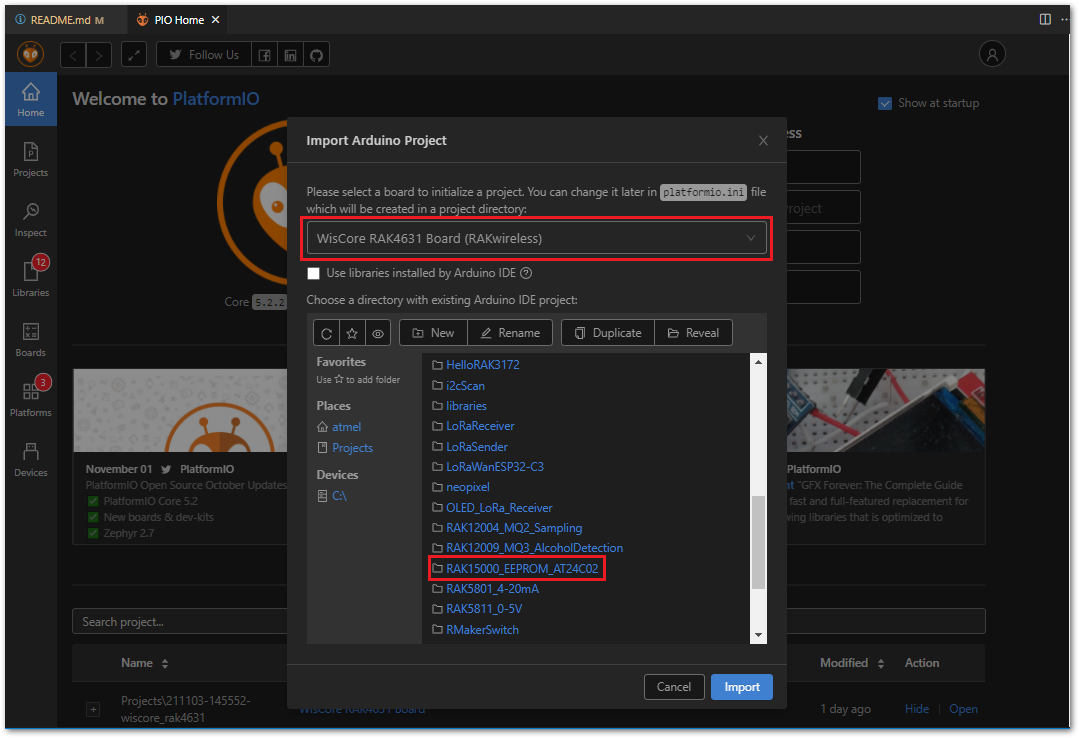 README.md M
PIO Home
Follow Us
Home
Projects
Inspect
12
Libraries
Boards
3
Platforms
Devices
Welcome to PlatformIO
Show at startup
Core 5.2.2
Import Arduino Project
Please select a board to initialize a project. You can change it later in platformio.ini file
which will be created in a project directory:
WisCore RAK4631 Board (RAKwireless)
Use libraries installed by Arduino IDE
Choose a directory with existing Arduino IDE project:
New
Rename
Duplicate
Reveal
Favorites
Use ☆ to add folder
Places
atmel
Projects
Devices
C:\
HelloRAK3172
i2cScan
libraries
LoRaReceiver
LoRaSender
LoRaWanESP32-C3
neopixel
OLED_LoRa_Receiver
RAK12004_MQ2_Sampling
RAK12009_MQ3_AlcoholDetection
RAK15000_EEPROM_AT24C02
RAK5801_4-20mA
RAK5811_0-5V
RMakerSwitch
Cancel
Import
November 01 PlatformIO
PlatformIO Open Source October Updates
PlatformIO Core 5.2
New boards & dev-kits
Zephyr 2.7
PlatformIO
"GFX Forever: The Complete Guide
fast and full-featured replacement for
libraries that is optimized to
Search project...
Name
Modified
Action
Projects\211103-145552-
wiscore_rak4631
WisCore RAK4631 Board
1 day ago
Hide
Open